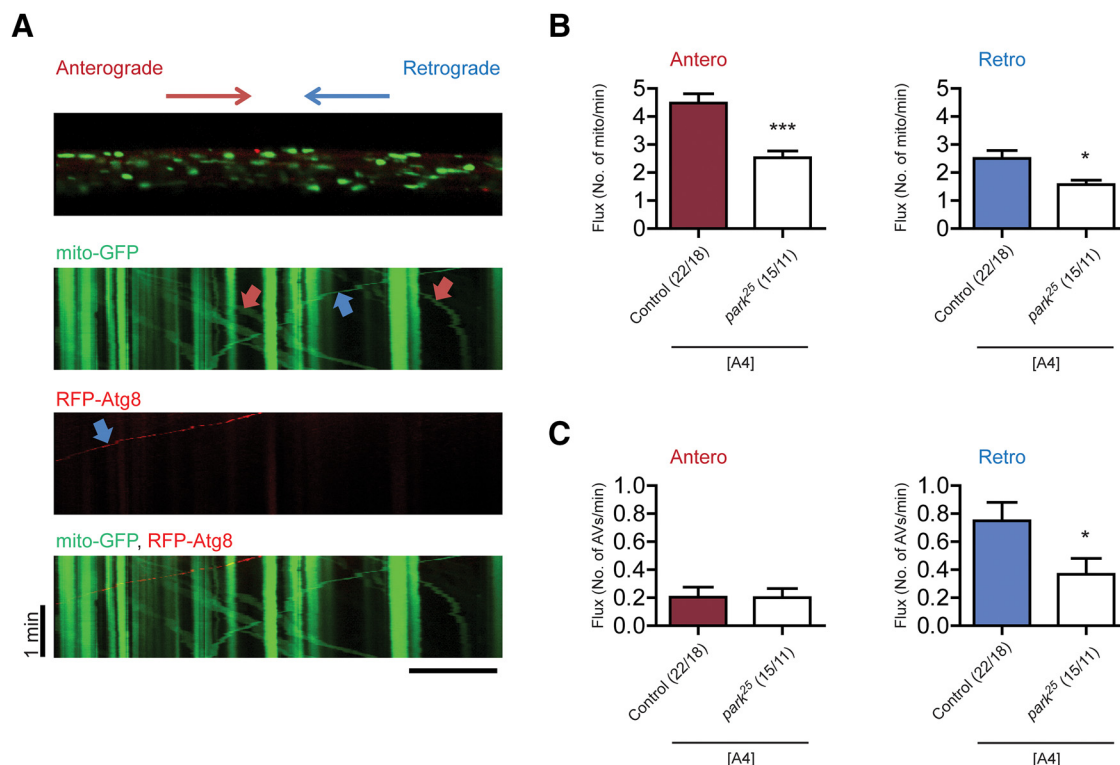 A
Anterograde
Retrograde
mito-GFP
RFP-Atg8
mito-GFP, RFP-Atg8
1 min
B
Antero
Flux (No. of mito/min)
5
4
3
2
1
0
***
Control (22/18)
park25 (15/11)
[A4]
Retro
Flux (No. of mito/min)
5
4
3
2
1
0
*
Control (22/18)
park25 (15/11)
[A4]
C
Antero
Flux (No. of AVs/min)
1.0
0.8
0.6
0.4
0.2
0.0
Control (22/18)
park25 (15/11)
[A4]
Retro
Flux (No. of AVs/min)
1.0
0.8
0.6
0.4
0.2
0.0
*
Control (22/18)
park25 (15/11)
[A4]